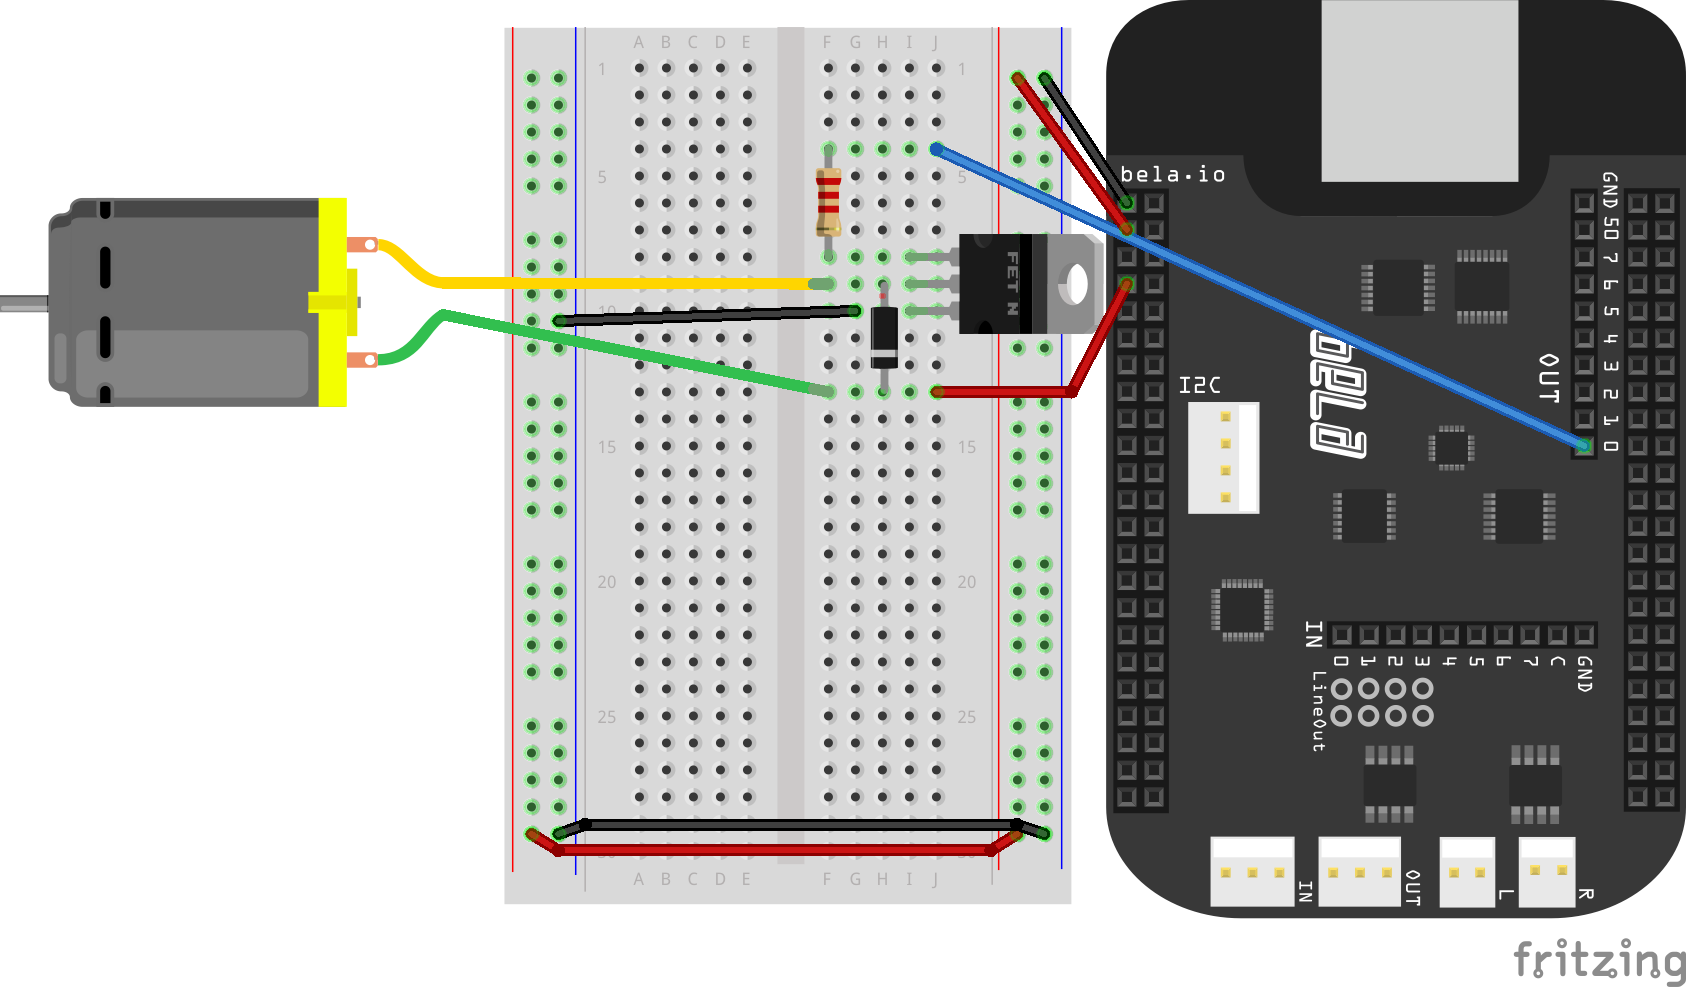 A B C D E F G H I J
1 1
5 5
10
15 15
20 20
25 25
A B C D E F G H I J
FET N
bela.io
GND
50
7
6
5
4
3
2
1
0
OUT
I2C
bela
IN
0 1 2 3 4 5 6 7 C GND
LineOut
IN
OUT
L
R
fritzing